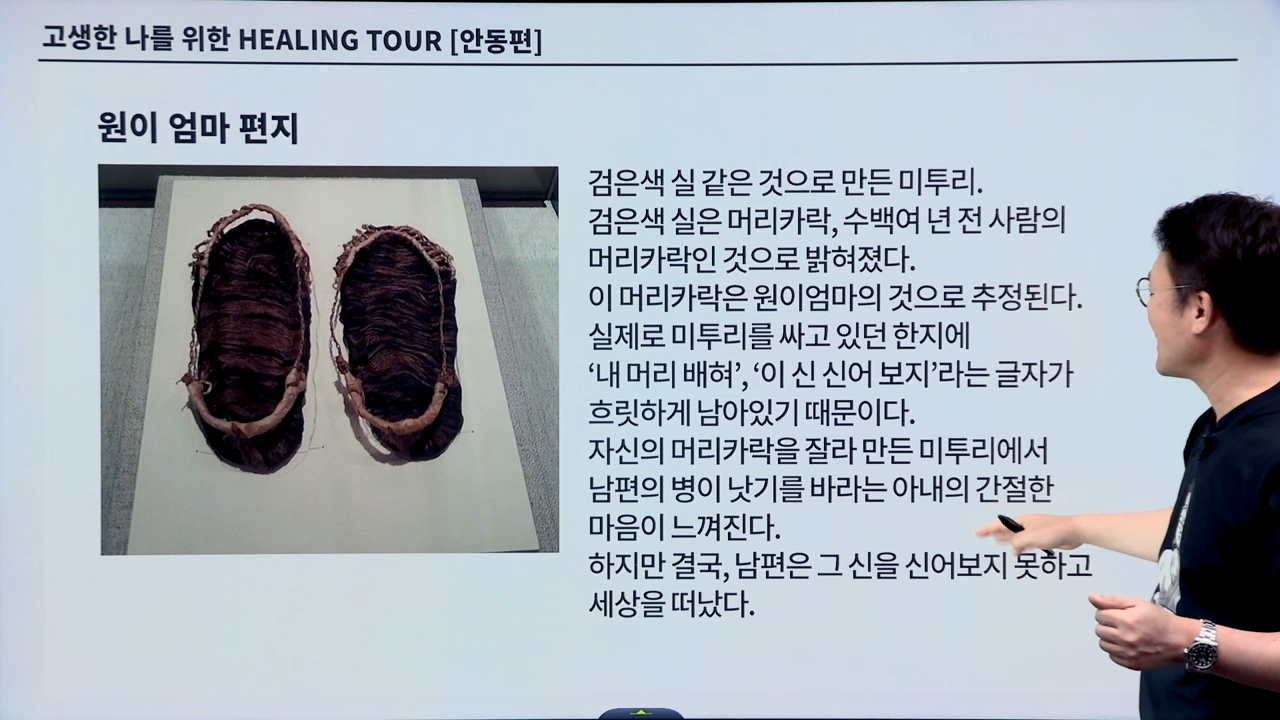 고생한 나를 위한 HEALING TOUR [안동편]
원이 엄마 편지
검은색 실 같은 것으로 만든 미투리.
검은색 실은 머리카락, 수백여 년 전 사람의
머리카락인 것으로 밝혀졌다.
이 머리카락은 원이엄마의 것으로 추정된다.
실제로 미투리를 싸고 있던 한지에
‘내 머리 배혀’, ‘이 신 신어 보지’라는 글자가
흐릿하게 남아있기 때문이다.
자신의 머리카락을 잘라 만든 미투리에서
남편의 병이 낫기를 바라는 아내의 간절한
마음이 느껴진다.
하지만 결국, 남편은 그 신을 신어보지 못하고
세상을 떠났다.